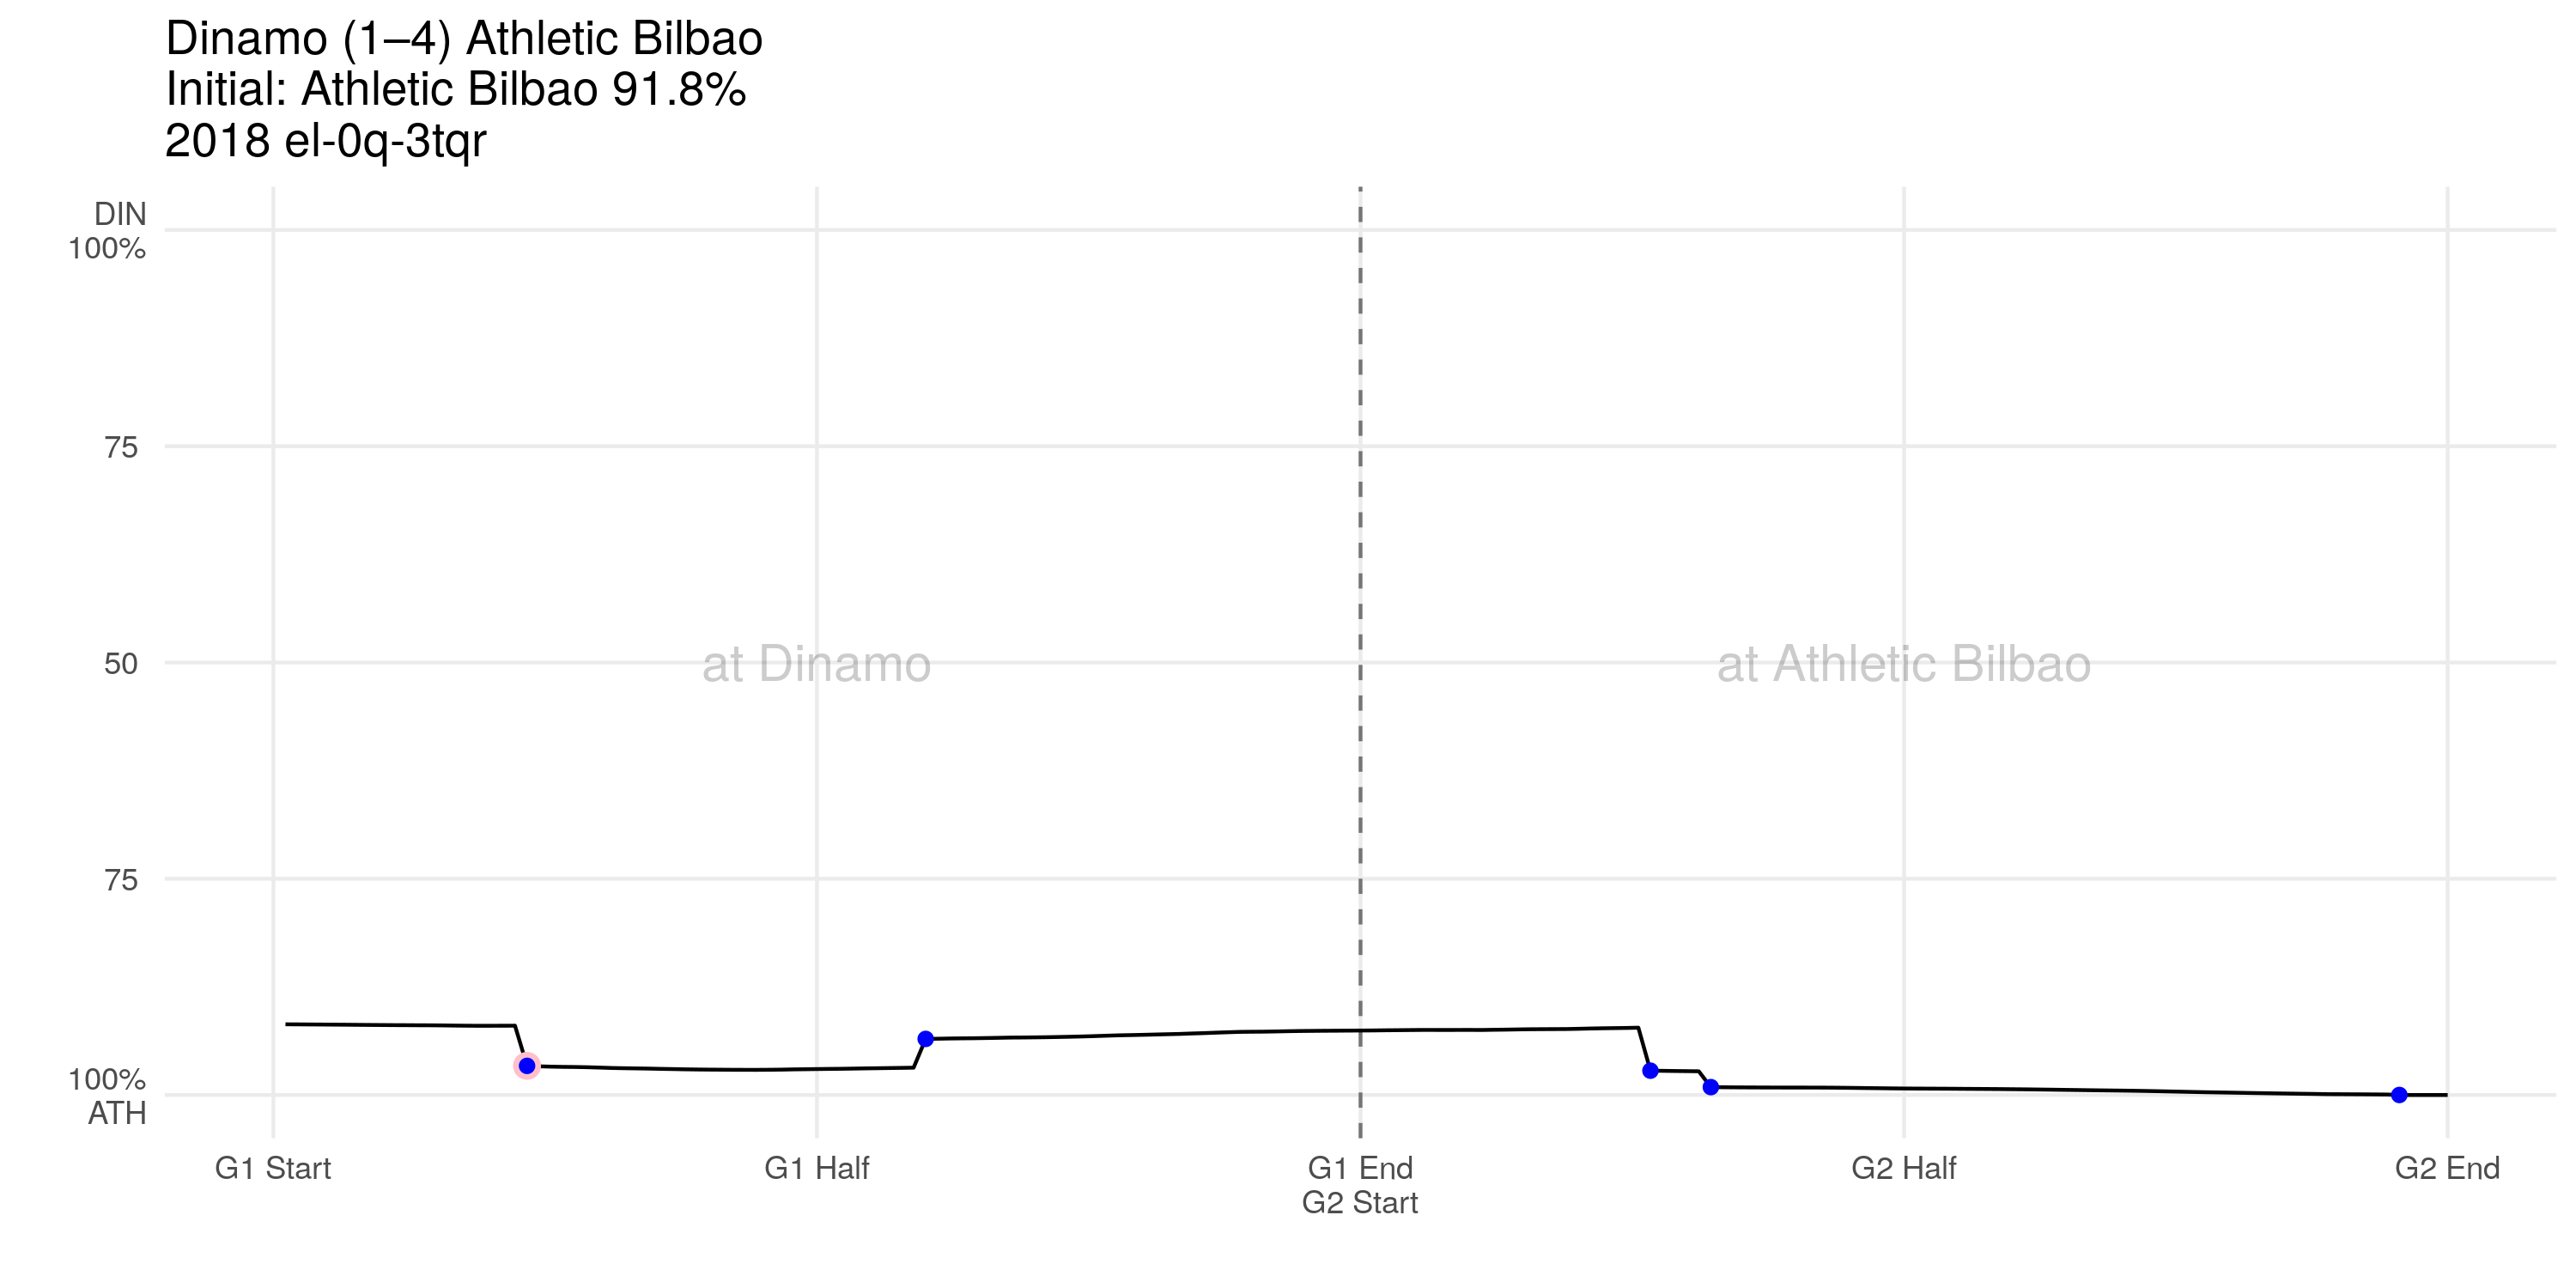 Dinamo (1–4) Athletic Bilbao
Initial: Athletic Bilbao 91.8%
2018 el-0q-3tqr
DIN
100%
75
50
75
100%
ATH
at Dinamo
at Athletic Bilbao
G1 Start
G1 Half
G1 End
G2 Start
G2 Half
G2 End